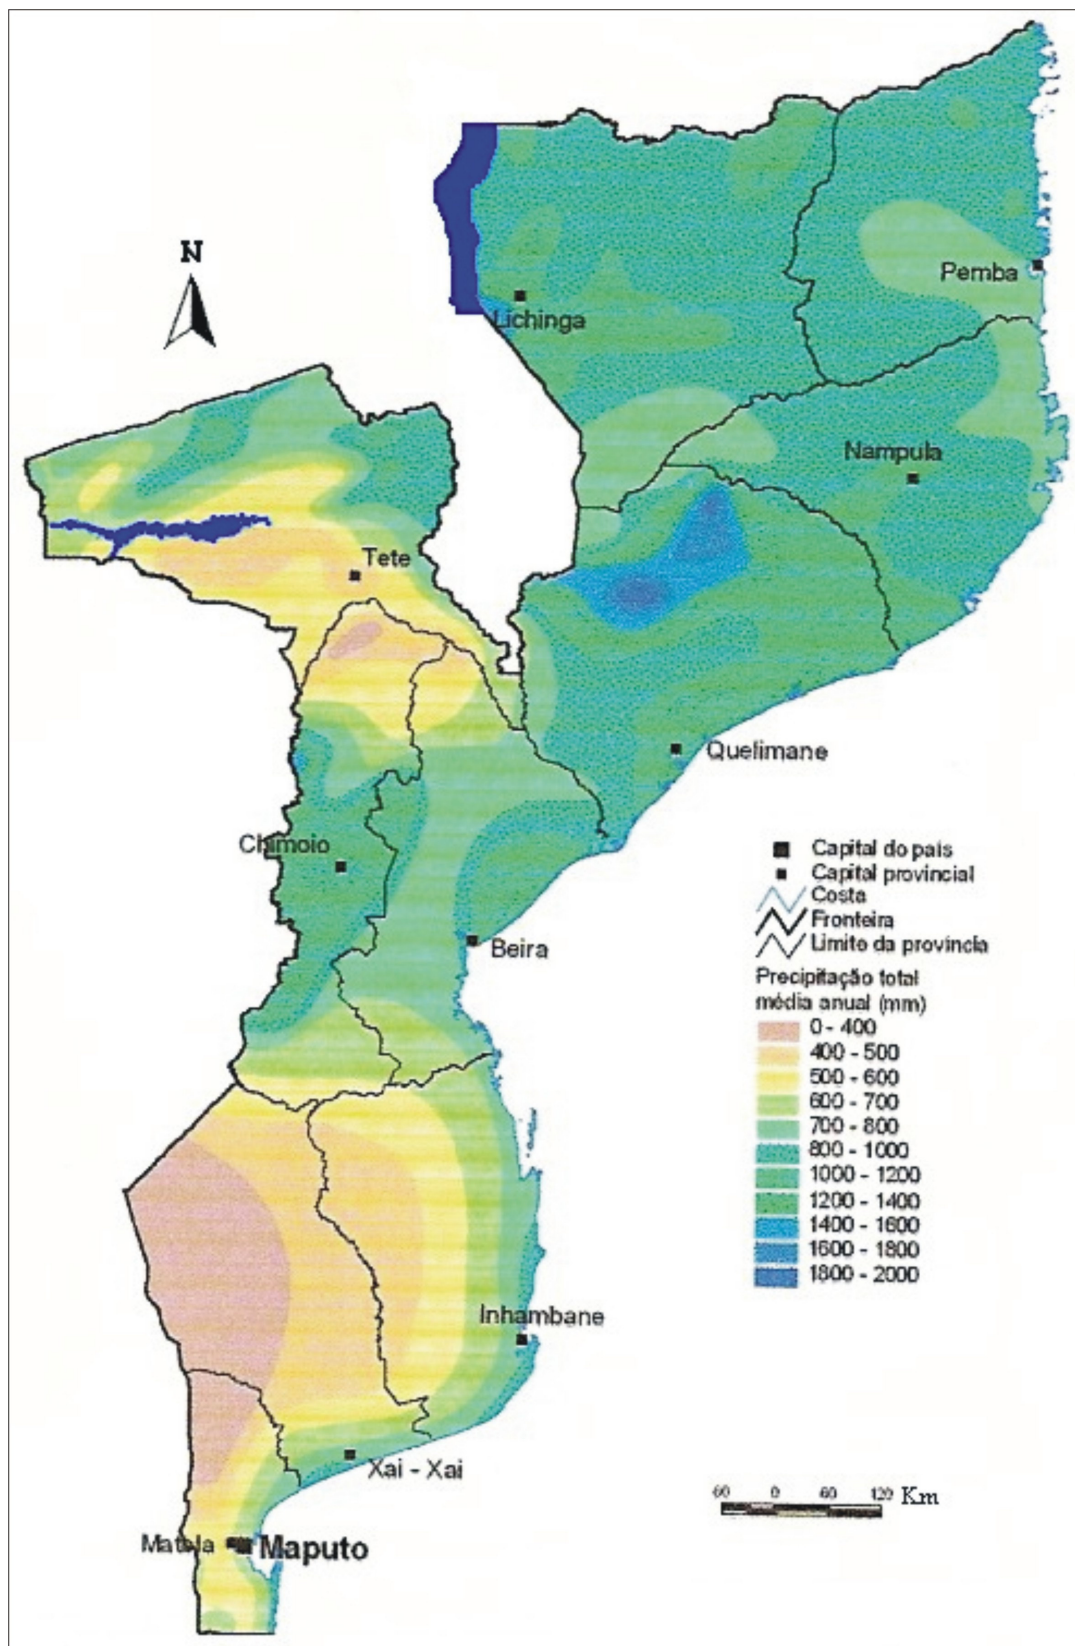 N
Pemba
Lichinga
Nampula
Tete
Quelimane
Chimoio
Beira
Capital do país
Capital provincial
Costa
Fronteira
Limite da província
Precipitação total
média anual (mm)
0 - 400
400 - 500
500 - 600
600 - 700
700 - 800
800 - 1000
1000 - 1200
1200 - 1400
1400 - 1600
1600 - 1800
1800 - 2000
Inhambane
Xai - Xai
60 0 60 120 Km
Matola
Maputo